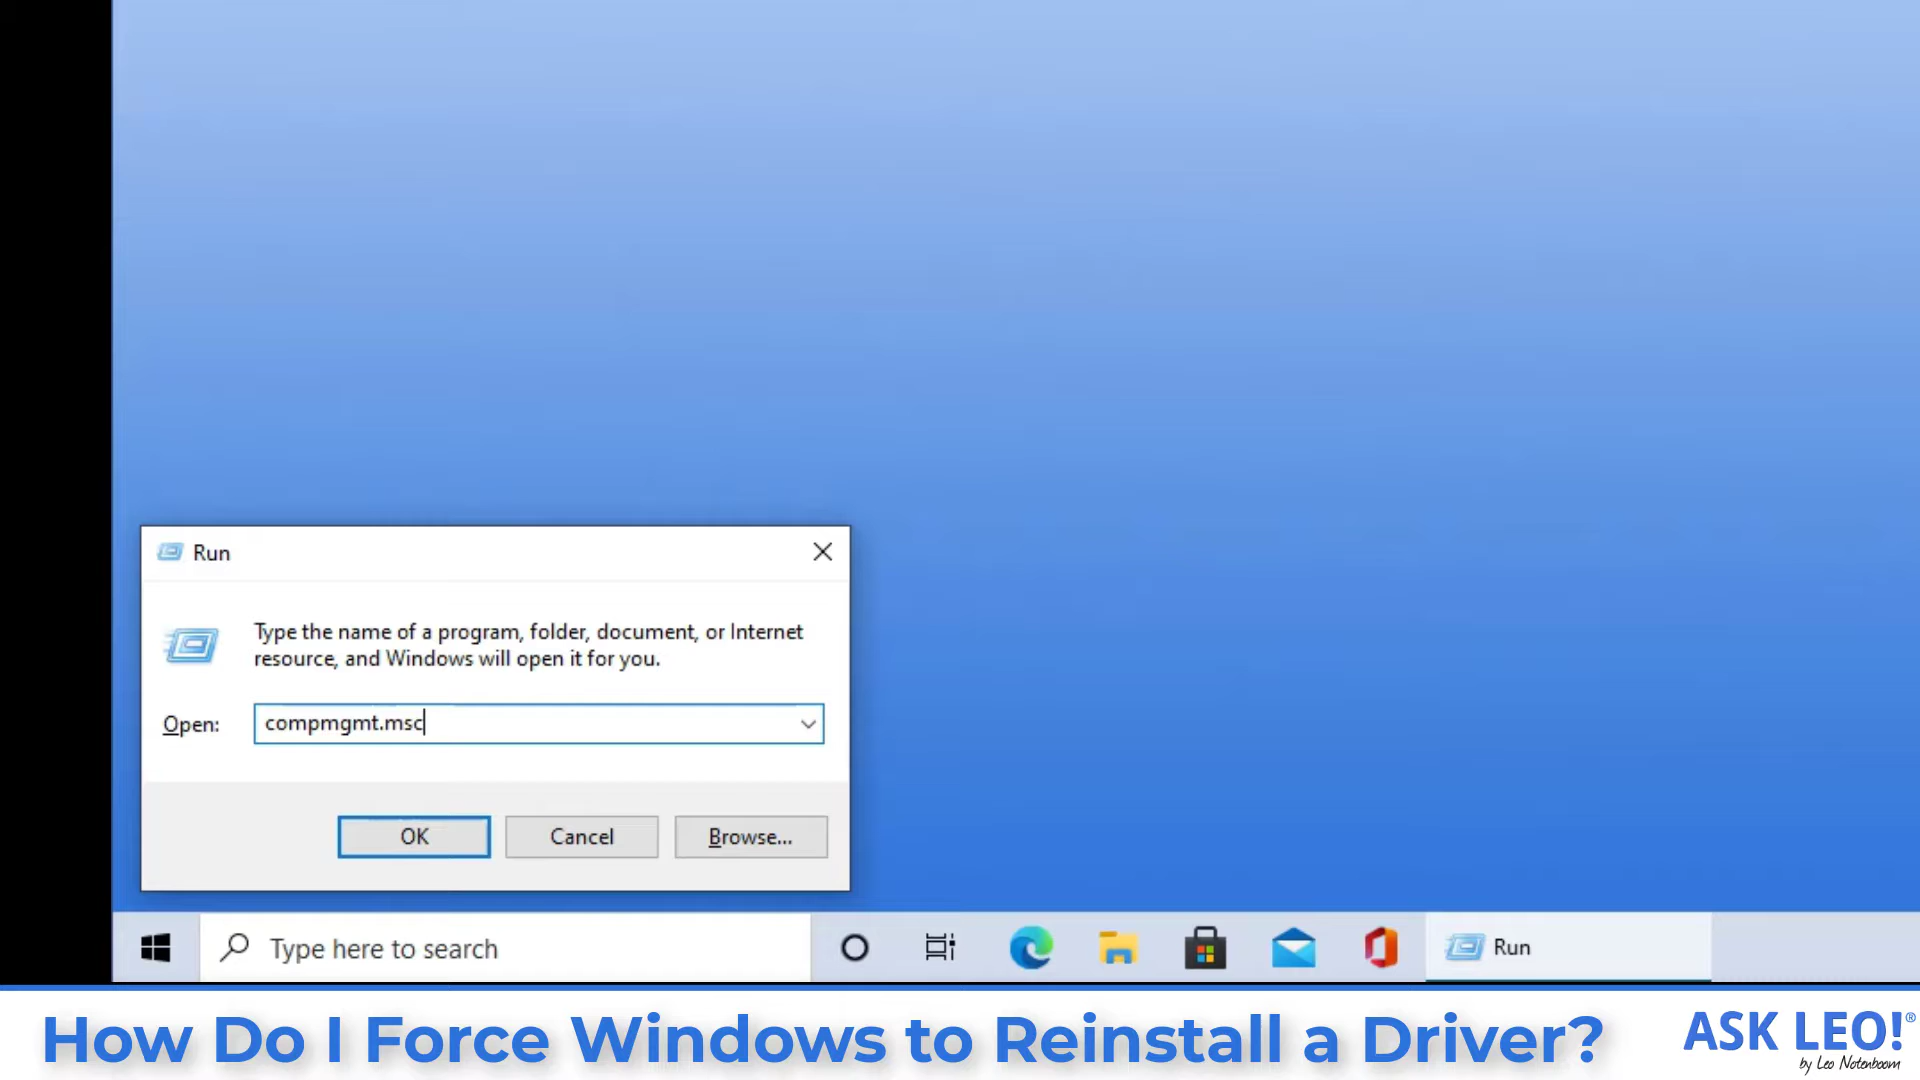 Run
Type the name of a program, folder, document, or Internet
resource, and Windows will open it for you.
Open: compmgmt.msc
OK Cancel Browse...
Type here to search Run
How Do I Force Windows to Reinstall a Driver?
ASK LEO!®
by Leo Notenboom